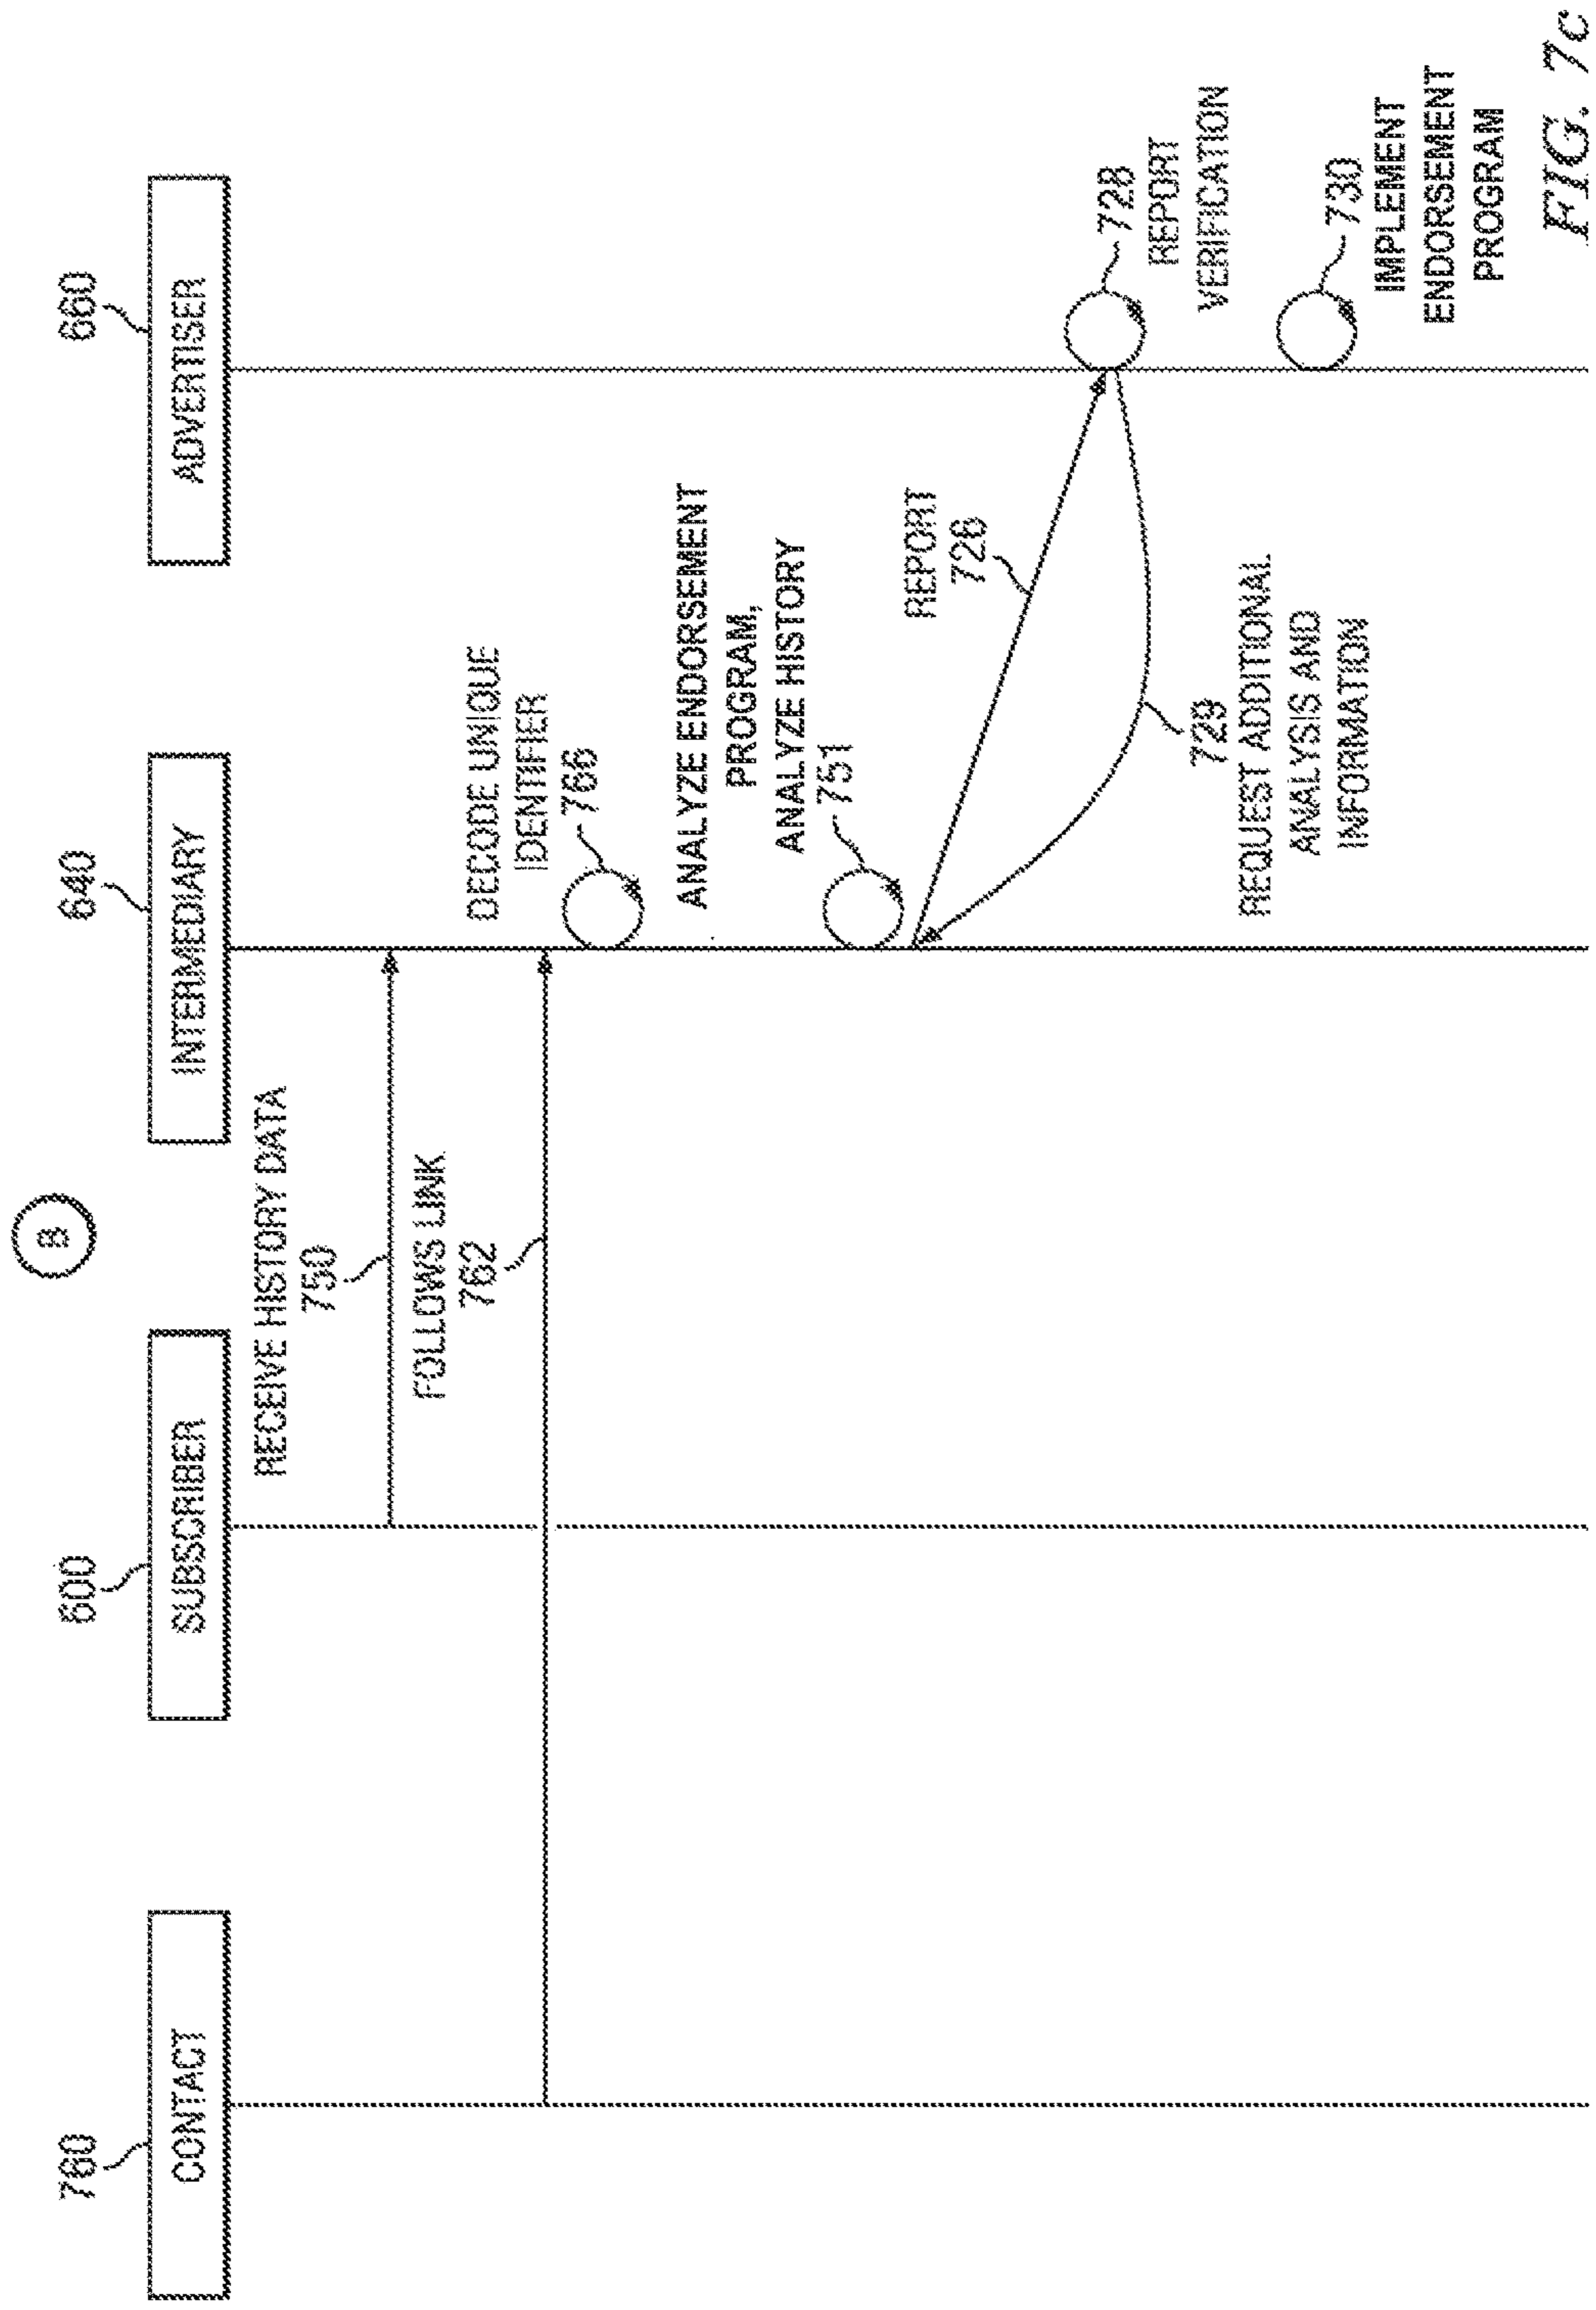 B
760
CONTACT
600
SUBSCRIBER
640
INTERMEDIARY
660
ADVERTISER
RECEIVE HISTORY DATA
750
FOLLOWS LINK
762
DECODE UNIQUE
IDENTIFIER
766
ANALYZE ENDORSEMENT
PROGRAM,
ANALYZE HISTORY
751
REPORT
726
728
REPORT
VERIFICATION
729
REQUEST ADDITIONAL
ANALYSIS AND
INFORMATION
730
IMPLEMENT
ENDORSEMENT
PROGRAM
FIG. 7c